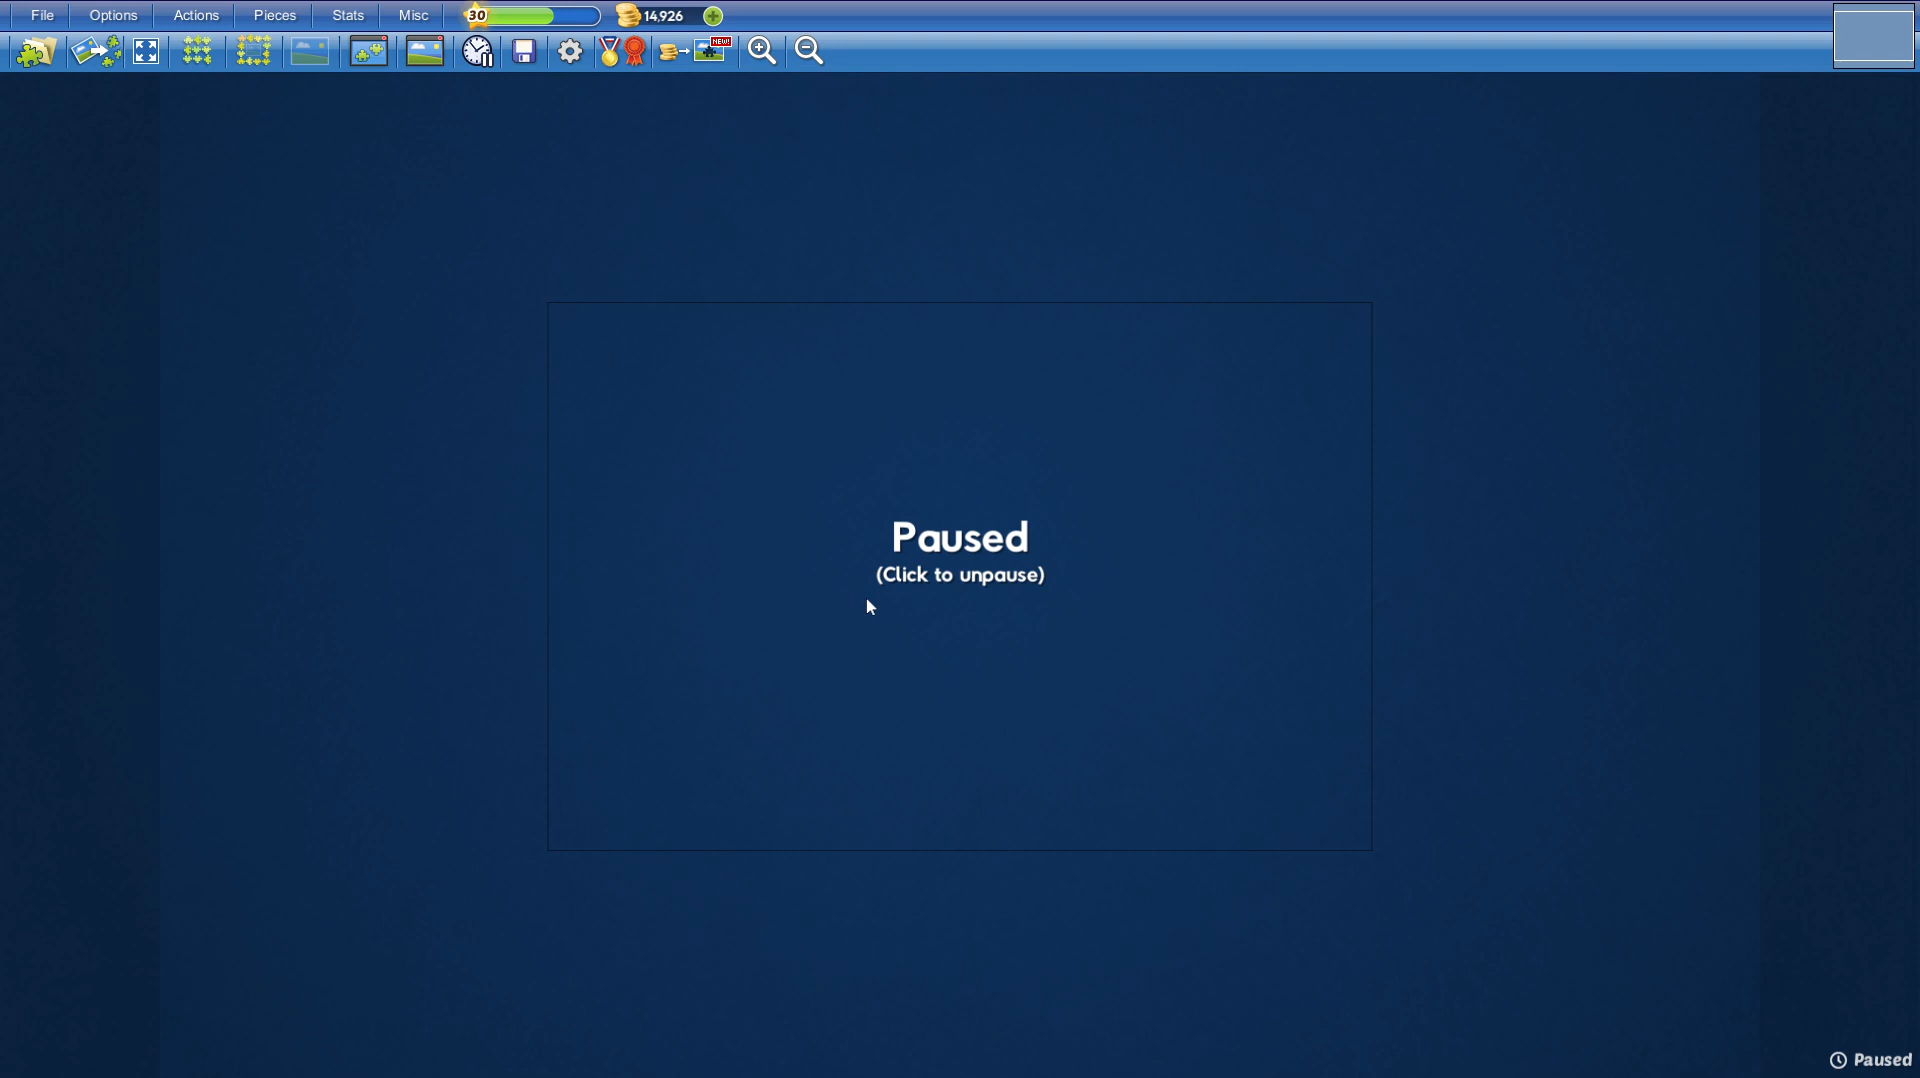 File Options Actions Pieces Stats Misc 30 14,926
NEW!
Paused
(Click to unpause)
Paused